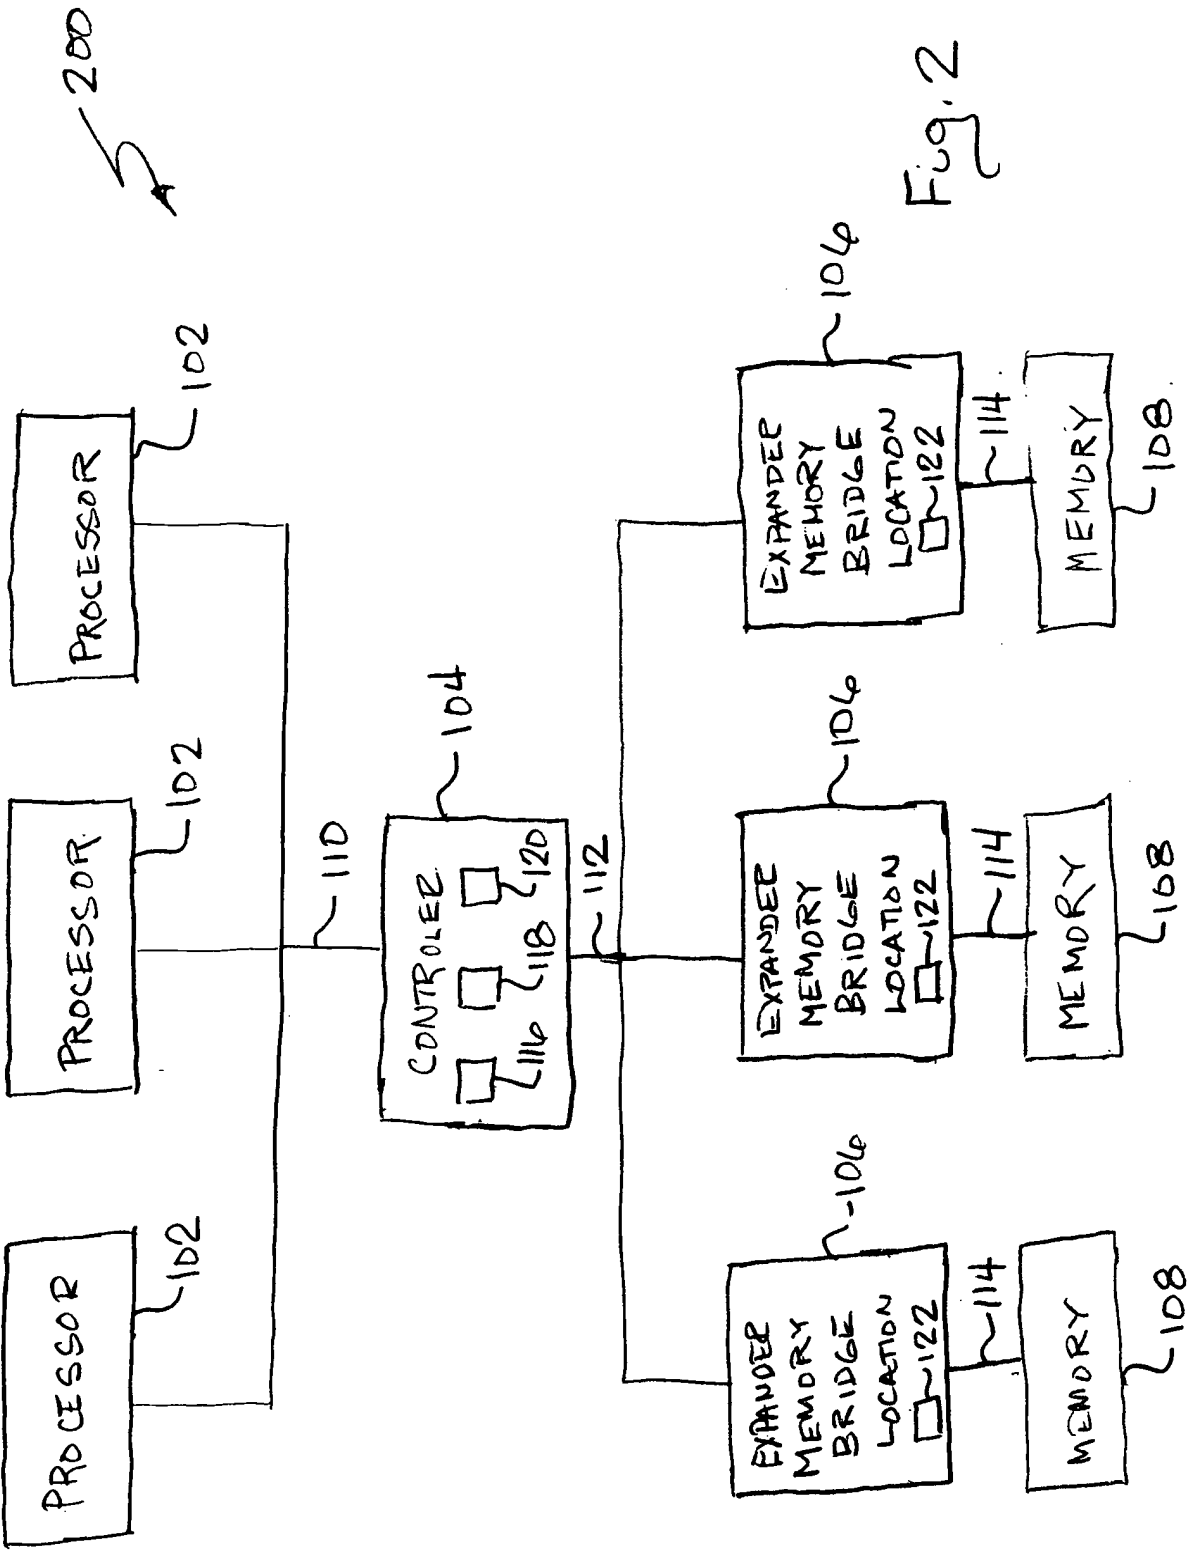 200
PROCESSOR
PROCESSOR
PROCESSOR
102
102
102
110
104
CONTROLER
116
118
120
112
106
106
106
EXPANDER
MEMORY
BRIDGE
LOCATION
122
EXPANDER
MEMORY
BRIDGE
LOCATION
122
EXPANDER
MEMORY
BRIDGE
LOCATION
122
114
114
114
MEMORY
MEMORY
MEMORY
108
108
108
Fig. 2